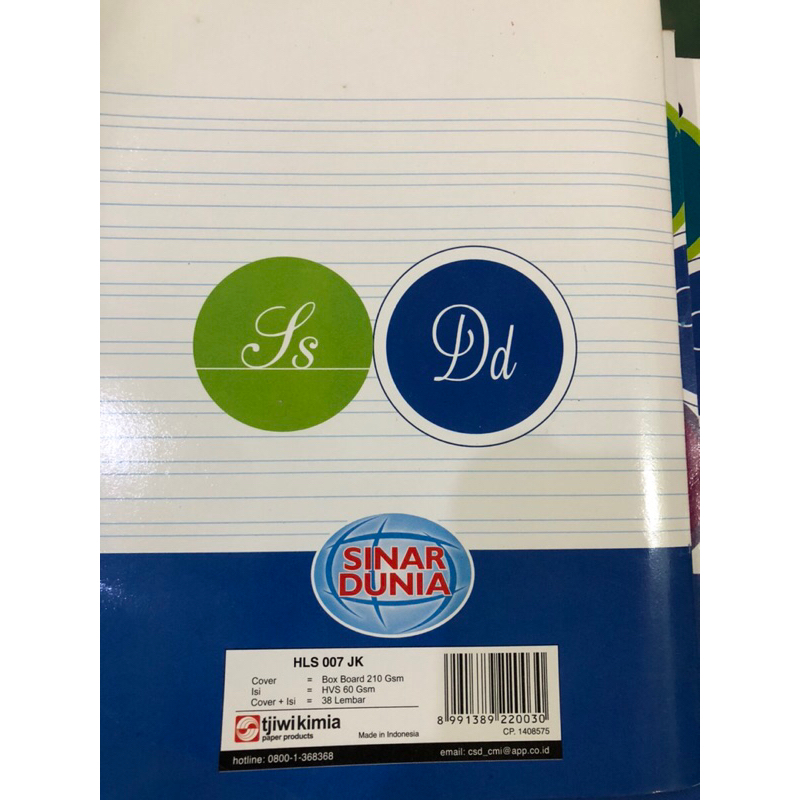 Ss
Dd
SINAR
DUNIA
HLS 007 JK
Cover = Box Board 210 Gsm
Isi = HVS 60 Gsm
Cover + Isi = 38 Lembar
tjiwikimia
paper products
Made in Indonesia
8 991389 220030
CP. 1408575
hotline: 0800-1-368368
email: csd_cmi@app.co.id